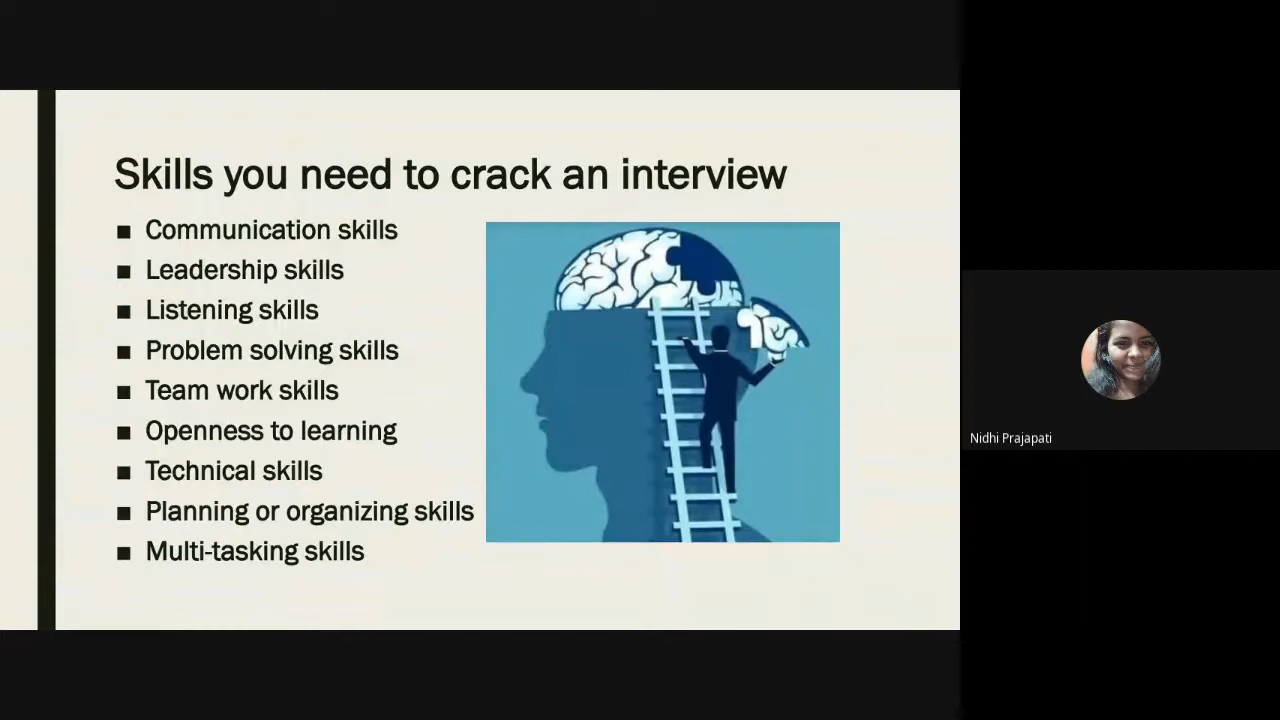 Skills you need to crack an interview
Communication skills
Leadership skills
Listening skills
Problem solving skills
Team work skills
Openness to learning
Technical skills
Planning or organizing skills
Multi-tasking skills
Nidhi Prajapati